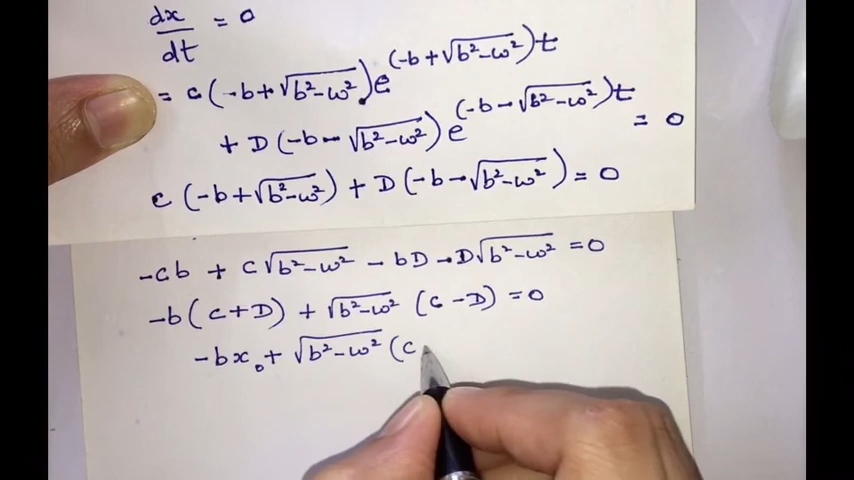 dx/dt = 0
= C(-b+√(b²-ω²))e^((-b+√(b²-ω²))t
+ D(-b-√(b²-ω²))e^((-b-√(b²-ω²))t = 0
C(-b+√(b²-ω²)) + D(-b-√(b²-ω²)) = 0
-Cb + C√(b²-ω²) - bD - D√(b²-ω²) = 0
-b(C+D) + √(b²-ω²) (C-D) = 0
-bx₀ + √(b²-ω²) (C